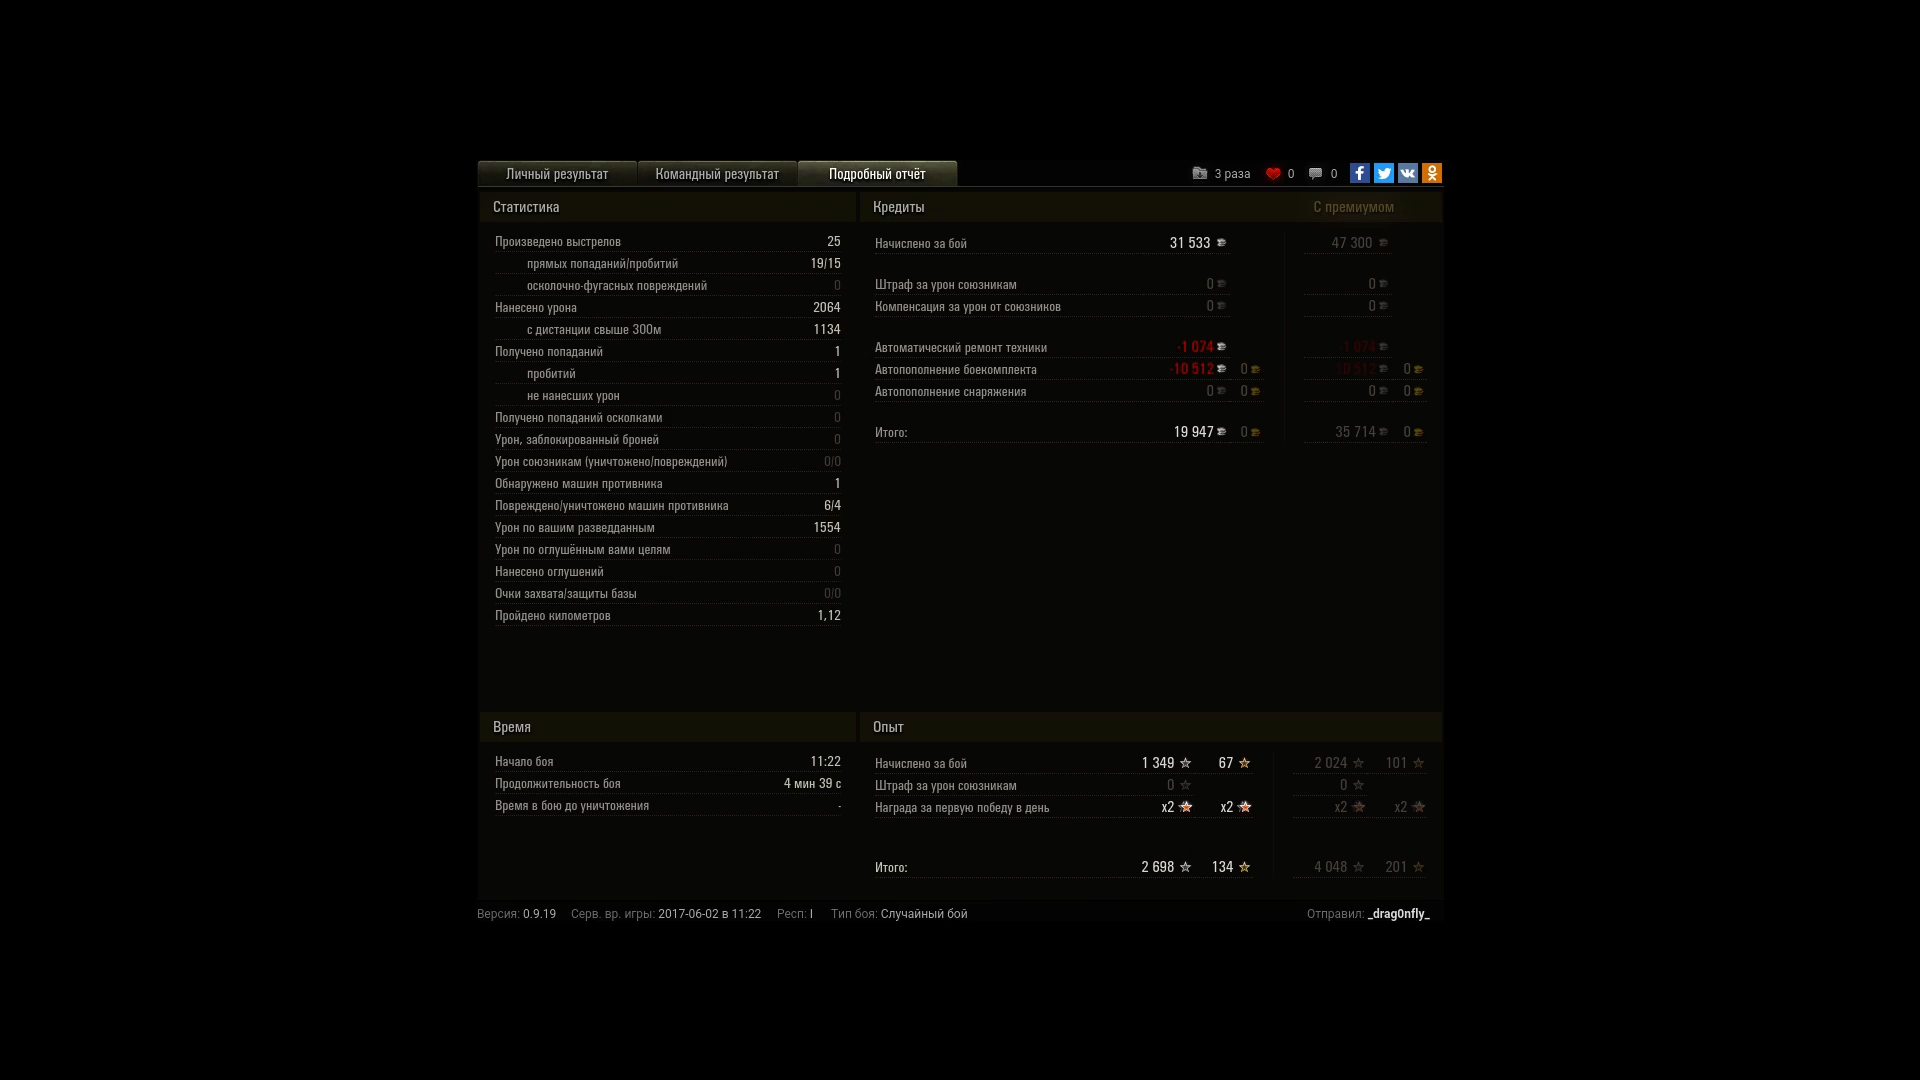 Личный результат Командный результат Подробный отчёт 3 раза 0 0
Статистика
Произведено выстрелов 25
прямых попаданий/пробитий 19/15
осколочно-фугасных повреждений 0
Нанесено урона 2064
с дистанции свыше 300м 1134
Получено попаданий 1
пробитий 1
не нанесших урон 0
Получено попаданий осколками 0
Урон, заблокированный броней 0
Урон союзникам (уничтожено/повреждений) 0/0
Обнаружено машин противника 1
Повреждено/уничтожено машин противника 6/4
Урон по вашим разведданным 1554
Урон по оглушённым вами целям 0
Нанесено оглушений 0
Очки захвата/защиты базы 0/0
Пройдено километров 1,12
Кредиты С премиумом
Начислено за бой 31 533 47 300
Штраф за урон союзникам 0 0
Компенсация за урон от союзников 0 0
Автоматический ремонт техники -1 074 -1 074
Автопополнение боекомплекта -10 512 0 -10 512 0
Автопополнение снаряжения 0 0 0 0
Итого: 19 947 0 35 714 0
Время
Начало боя 11:22
Продолжительность боя 4 мин 39 с
Время в бою до уничтожения -
Опыт
Начислено за бой 1 349 67 2 024 101
Штраф за урон союзникам 0 0
Награда за первую победу в день x2 x2 x2 x2
Итого: 2 698 134 4 048 201
Версия: 0.9.19 Серв. вр. игры: 2017-06-02 в 11:22 Респ: I Тип боя: Случайный бой Отправил: _drag0nfly_